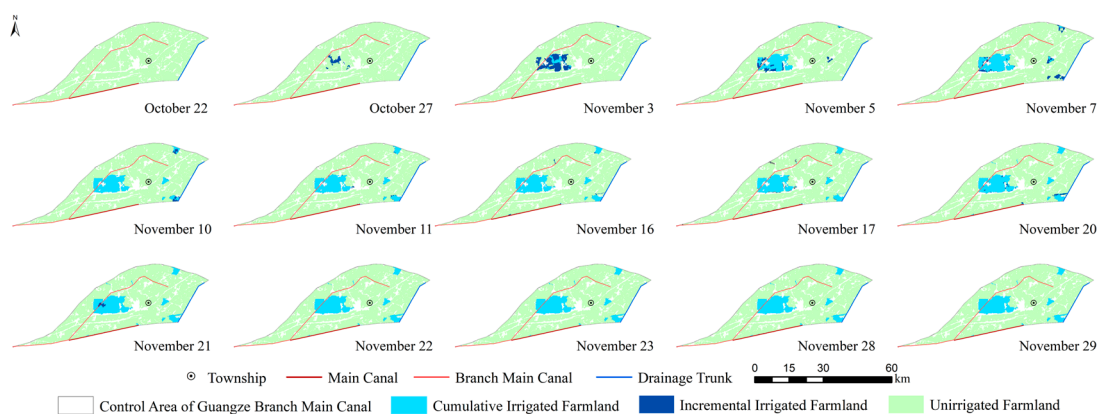 N
October 22
October 27
November 3
November 5
November 7
November 10
November 11
November 16
November 17
November 20
November 21
November 22
November 23
November 28
November 29
Township
Main Canal
Branch Main Canal
Drainage Trunk
0 15 30 60
km
Control Area of Guangze Branch Main Canal
Cumulative Irrigated Farmland
Incremental Irrigated Farmland
Unirrigated Farmland